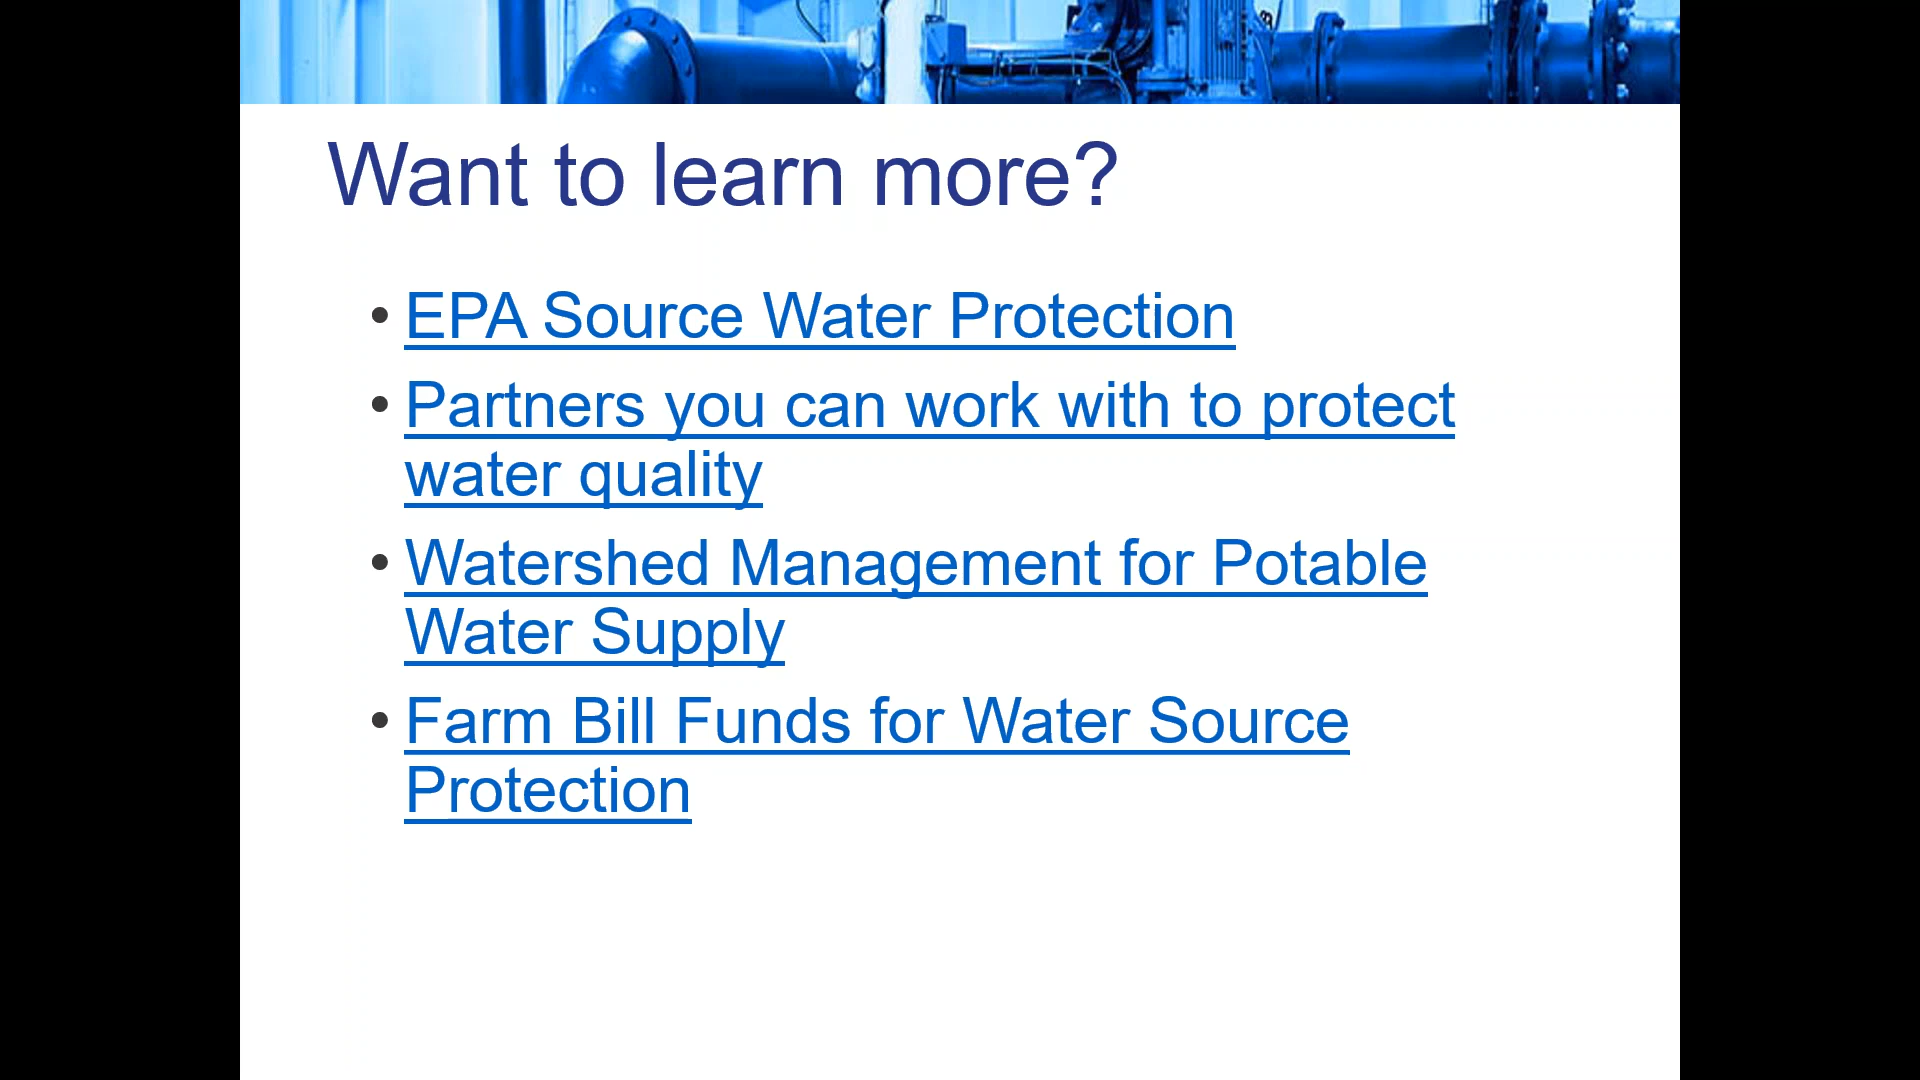 Want to learn more?
• EPA Source Water Protection
• Partners you can work with to protect
water quality
• Watershed Management for Potable
Water Supply
• Farm Bill Funds for Water Source
Protection